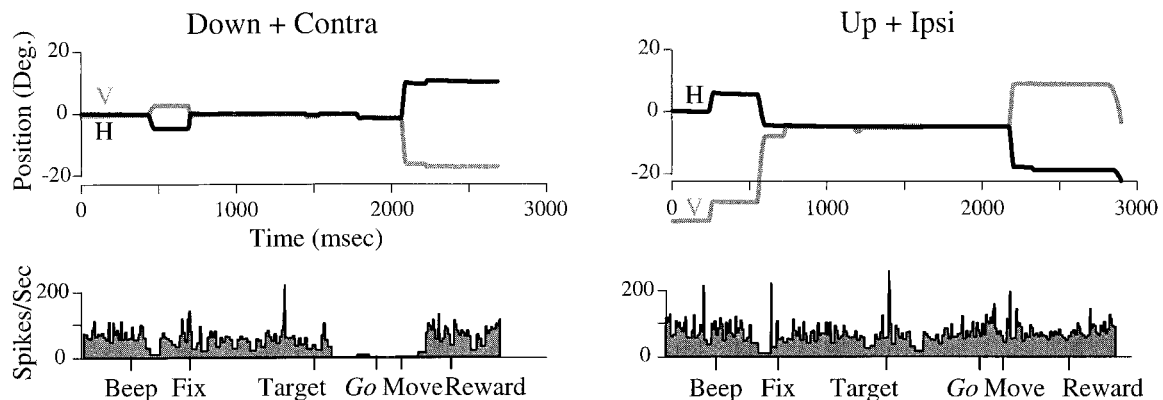 Down + Contra
Up + Ipsi
Position (Deg.)
20
0
-20
V
H
0 1000 2000 3000
Time (msec)
20
0
-20
H
V
0 1000 2000 3000
Spikes/Sec
200
0
Beep Fix Target Go Move Reward
200
0
Beep Fix Target Go Move Reward